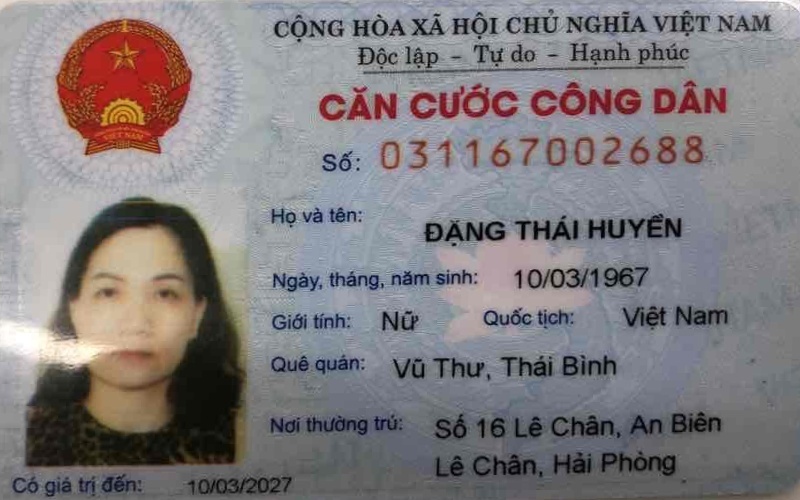 CỘNG HÒA XÃ HỘI CHỦ NGHĨA VIỆT NAM
Độc lập - Tự do - Hạnh phúc
CĂN CƯỚC CÔNG DÂN
Số: 031167002688
Họ và tên: ĐẶNG THÁI HUYỀN
Ngày, tháng, năm sinh: 10/03/1967
Giới tính: Nữ Quốc tịch: Việt Nam
Quê quán: Vũ Thư, Thái Bình
Nơi thường trú: Số 16 Lê Chân, An Biên
Lê Chân, Hải Phòng
Có giá trị đến: 10/03/2027
VIỆT NAM